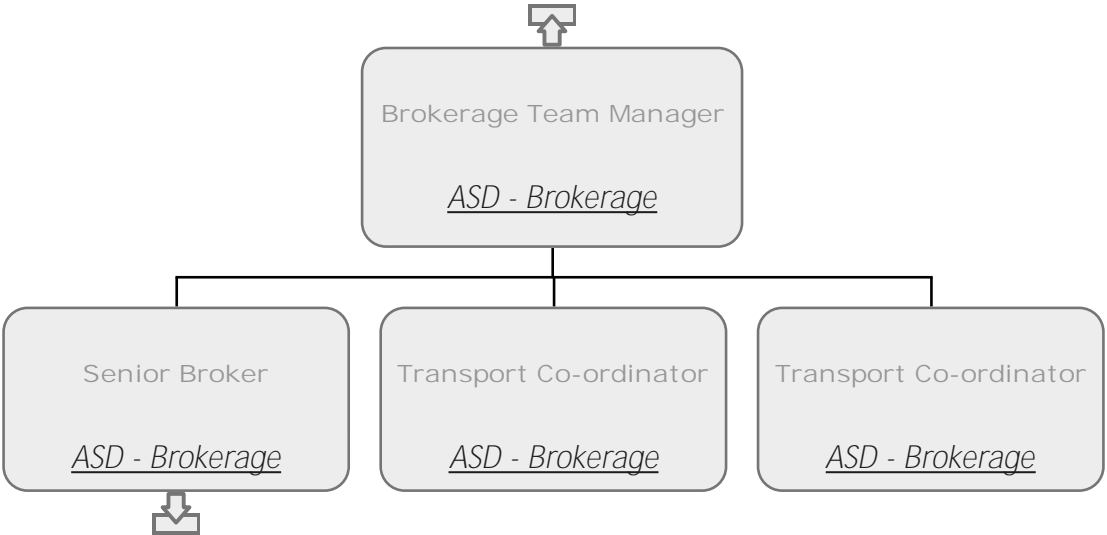 Brokerage Team Manager
ASD - Brokerage
Senior Broker
ASD - Brokerage
Transport Co-ordinator
ASD - Brokerage
Transport Co-ordinator
ASD - Brokerage